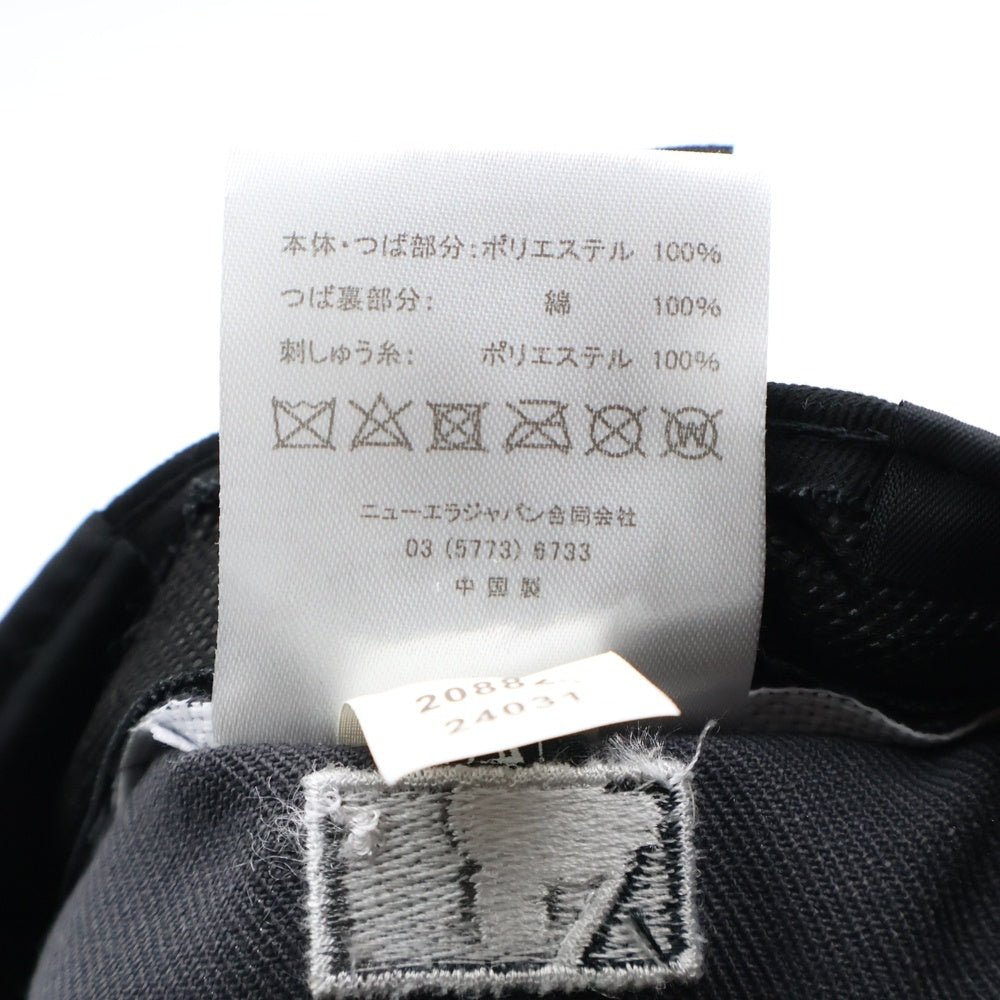 本体・つば部分：ポリエステル 100%
つば裏部分： 綿 100%
刺しゅう糸： ポリエステル 100%
W
ニューエラジャパン合同会社
03 (5773) 6733
中国製
24031